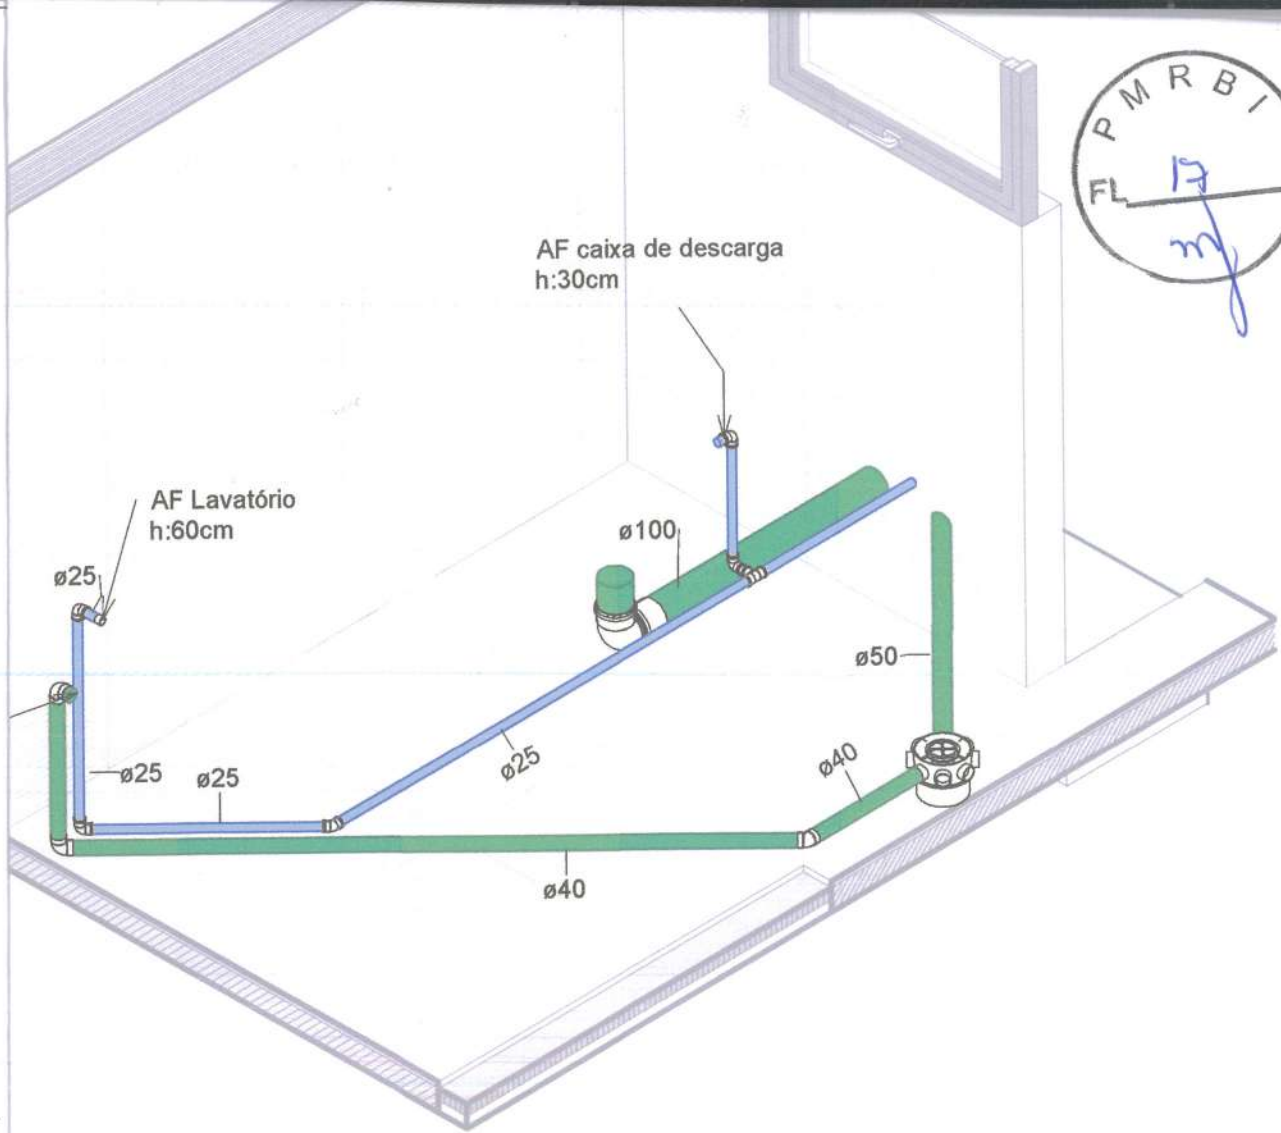 P M R B I
FL 17
AF caixa de descarga
h:30cm
AF Lavatório
h:60cm
ø25
ø100
ø50
ø25
ø25
ø25
ø40
ø40